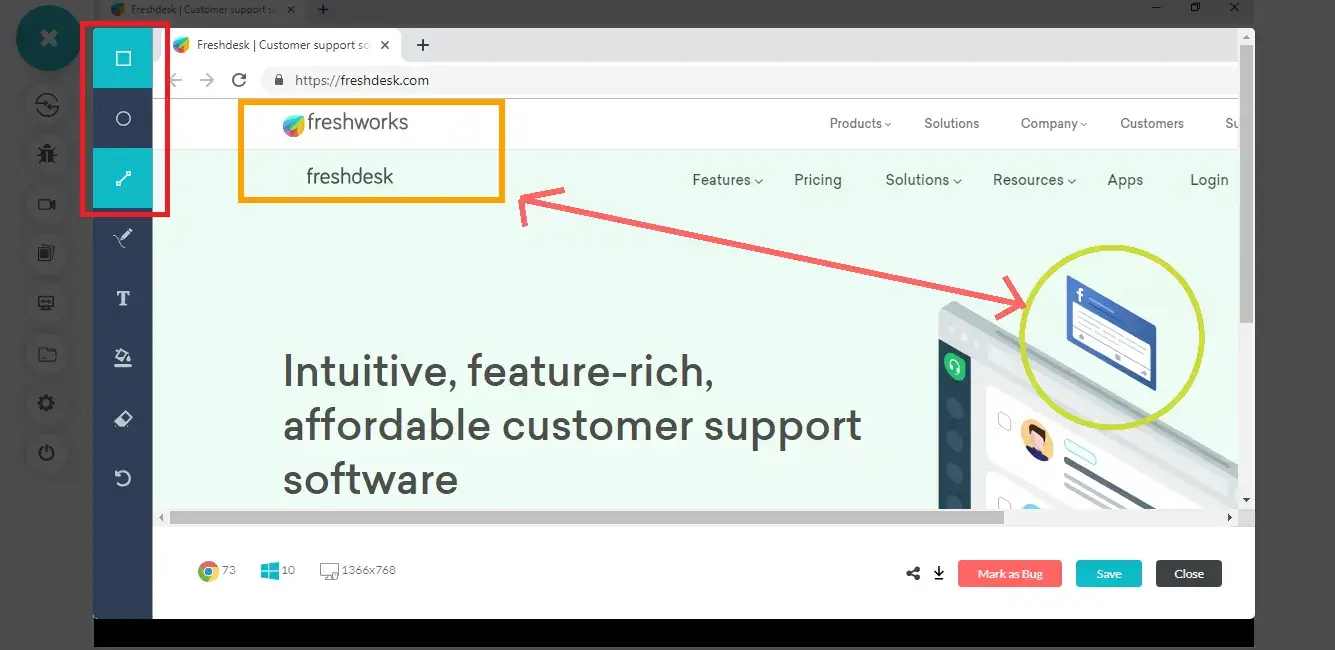 Freshdesk | Customer support so
Freshdesk | Customer support so
https://freshdesk.com
freshworks
Products
Solutions
Company
Customers
Su
freshdesk
Features
Pricing
Solutions
Resources
Apps
Login
T
f
Intuitive, feature-rich,
affordable customer support
software
73
10
1366x768
Mark as Bug
Save
Close